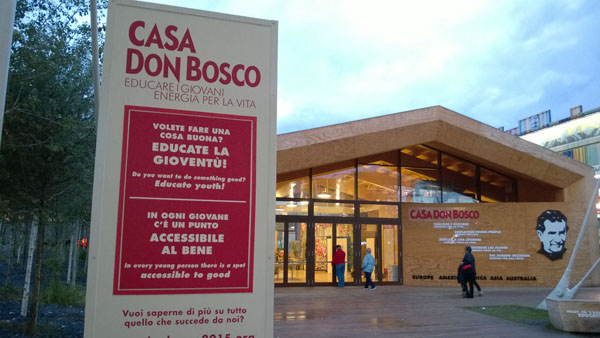 CASA
DON BOSCO
EDUCARE I GIOVANI
ENERGIA PER LA VITA
VOLETE FARE UNA
COSA BUONA?
EDUCATE LA
GIOVENTÙ!
Do you want to do something good?
Educate youth!
IN OGNI GIOVANE
C'È UN PUNTO
ACCESSIBILE
AL BENE
In every young person there is a spot
accessible to good
Vuoi saperne di più su tutto
quello che succede da noi?
2015.org
CASA DON BOSCO
EUROPE AMERICA AFRICA ASIA AUSTRALIA